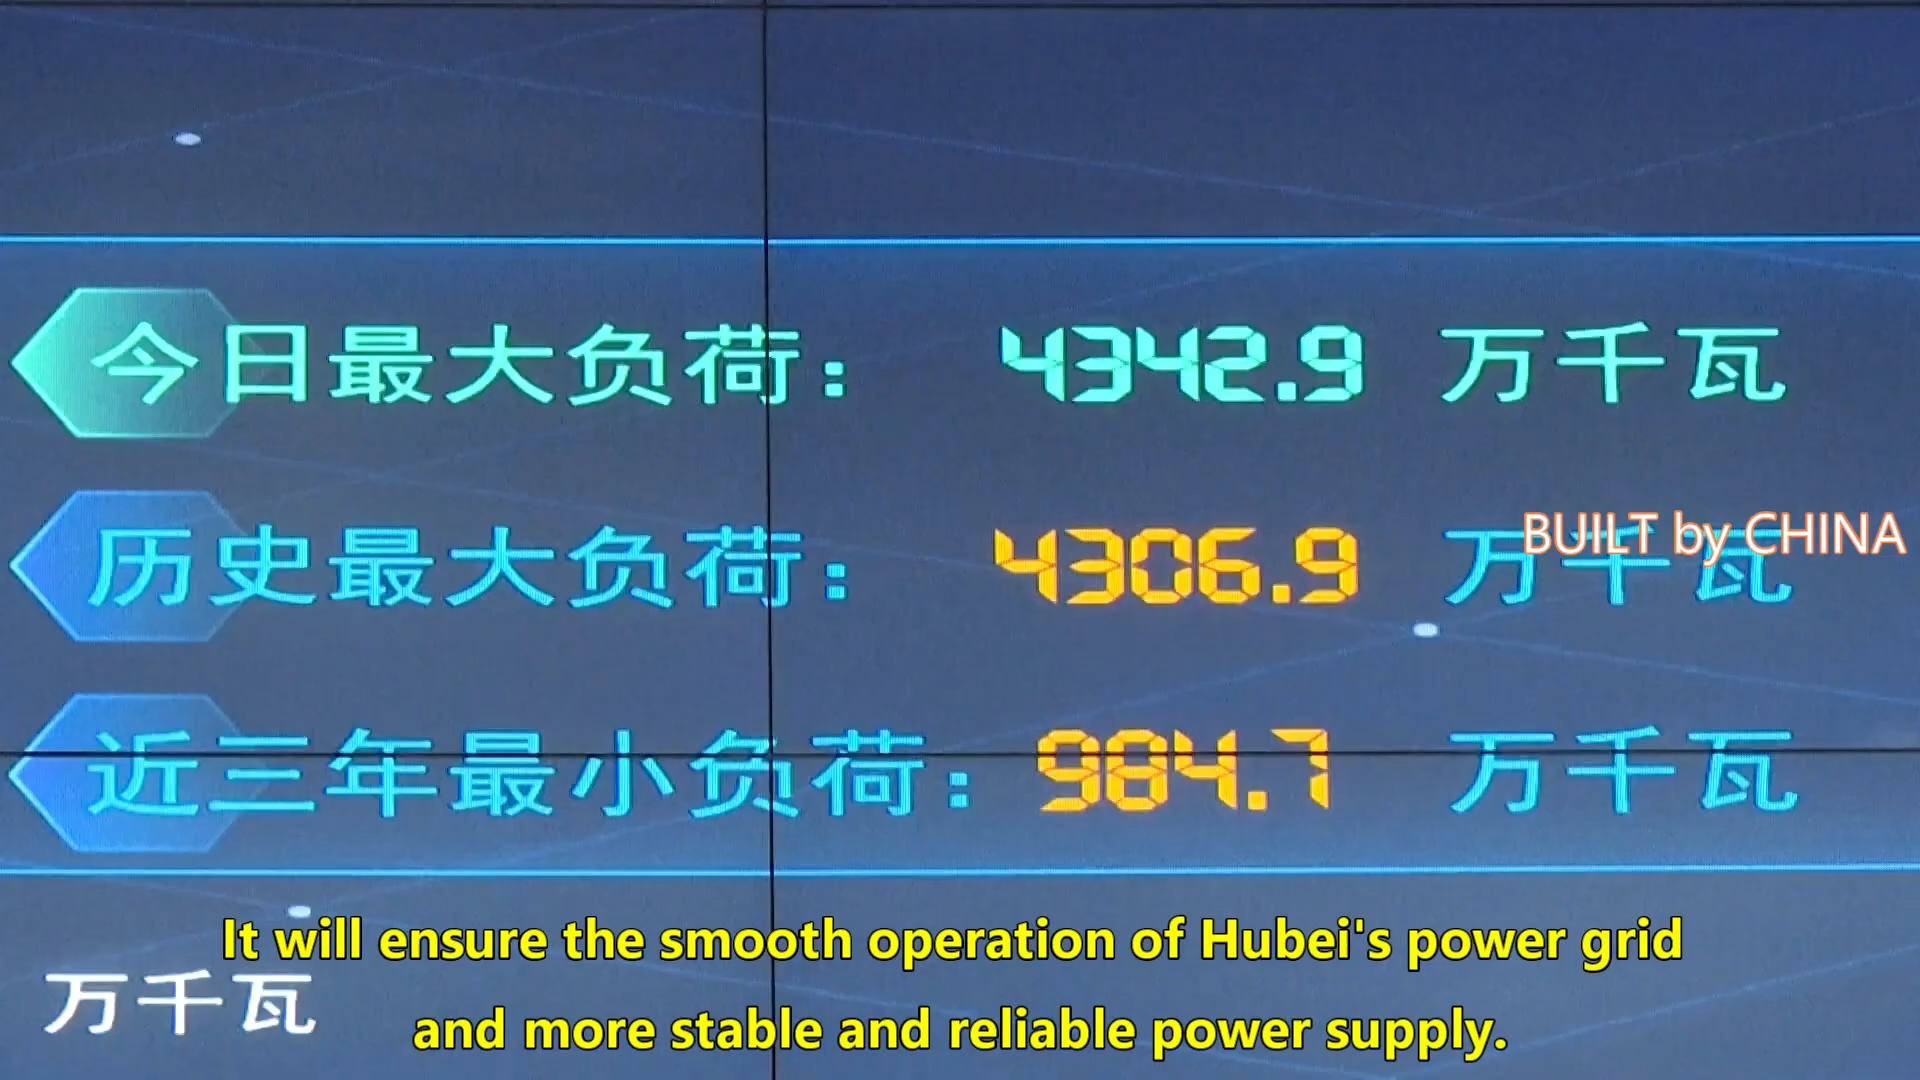 今日最大负荷： 4342.9 万千瓦
历史最大负荷： 4306.9 万千瓦
BUILT by CHINA
近三年最小负荷： 984.7 万千瓦
It will ensure the smooth operation of Hubei's power grid
万千瓦
and more stable and reliable power supply.